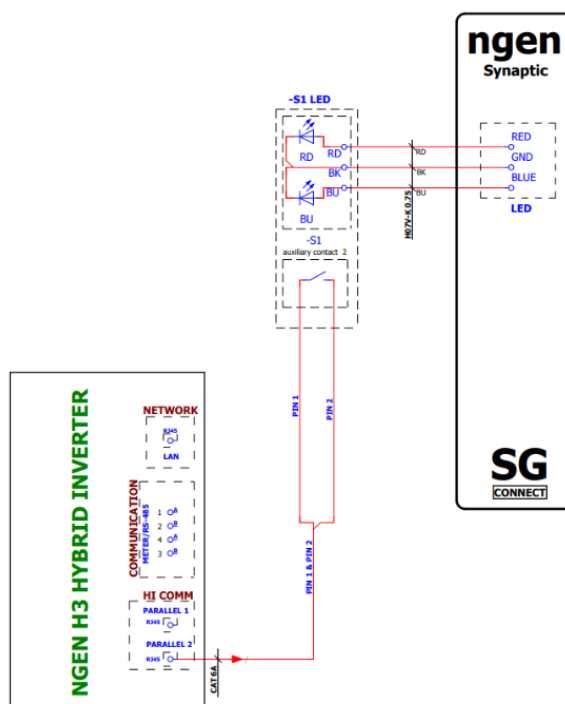 ngen
Synaptic
-S1 LED
RED
RD
RD
RD
GND
BK
BK
BLUE
BU
BU
BU
LED
H07V-K 0.75
-S1
auxiliary contact 2
PIN 1
PIN 2
NGEN H3 HYBRID INVERTER
NETWORK
RJ45
LAN
COMMUNICATION
METER/RS-485
1 A
2 B
4 A
3 B
SG
CONNECT
PIN 1 & PIN 2
HI COMM
PARALLEL 1
RJ45
PARALLEL 2
RJ45
CAT 6A